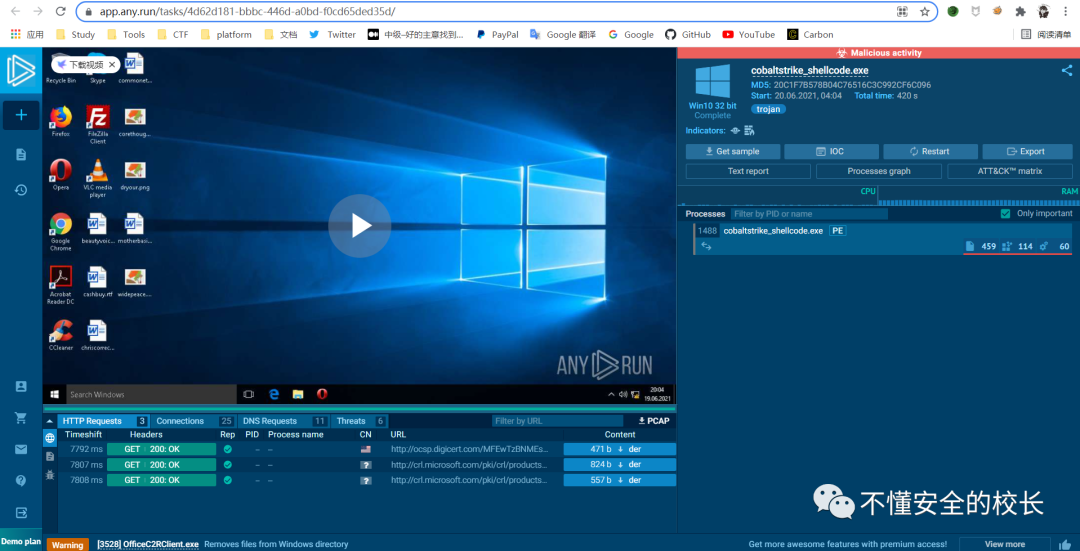 app.any.run/tasks/4d62d181-bbbc-446d-a0bd-f0cd65ded35d/
应用 Study Tools CTF platform 文档 Twitter 中级-好的主意找到... PayPal Google 翻译 Google GitHub YouTube Carbon 阅读清单
下载视频
Recycle Bin Skype commonet...
Firefox FileZilla Client corethoug...
Opera VLC media player dryour.png
Google Chrome beautyvoic... motherbasi...
Acrobat Reader DC cashbuy.rtf widepeace...
CCleaner chriscomic...
ANY RUN
Search Windows
20:04
19.06.2021
Malicious activity
Win10 32 bit
Complete
cobaltstrike_shellcode.exe
MD5: 20C1F7B578B04C76516C3C992CF6C096
Start: 20.06.2021, 04:04 Total time: 420 s
trojan
Indicators:
Get sample IOC Restart Export
Text report Processes graph ATT&CK™ matrix
CPU RAM
Processes Filter by PID or name Only important
1488 cobaltstrike_shellcode.exe PE
459 114 60
HTTP Requests 3 Connections 25 DNS Requests 11 Threats 6 Filter by URL PCAP
Timeshift Headers Rep PID Process name CN URL Content
7792 ms GET 200: OK – – http://ocsp.digicert.com/MFEwTzBNMEs... 471 b der
7807 ms GET 200: OK – – ? http://crl.microsoft.com/pki/crl/products... 824 b der
7808 ms GET 200: OK – – ? http://crl.microsoft.com/pki/crl/products... 557 b der
不懂安全的校长
Demo plan
Warning [3528] OfficeC2RClient.exe Removes files from Windows directory
Get more awesome features with premium access! View more